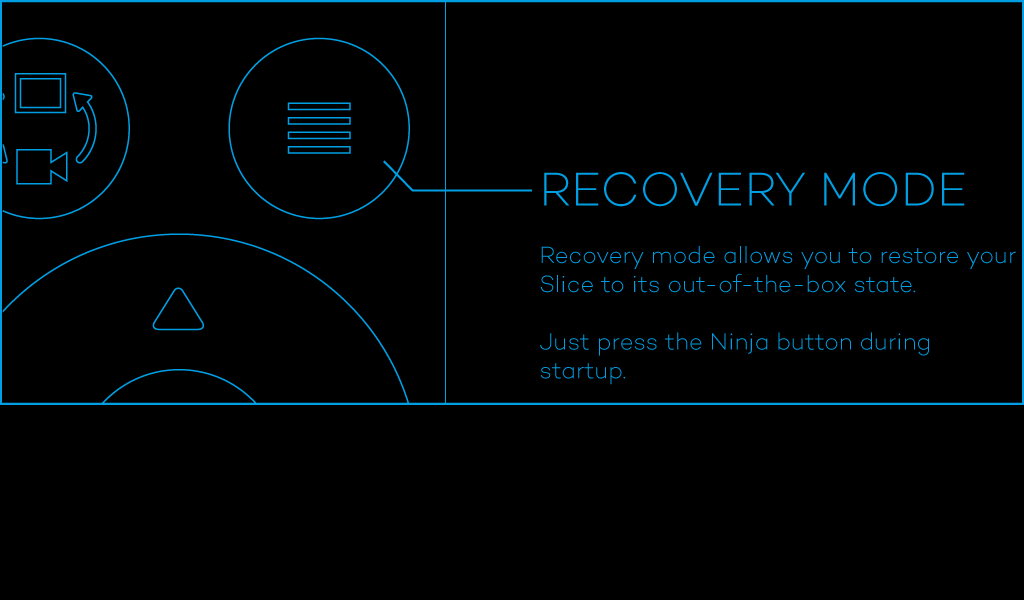 RECOVERY MODE
Recovery mode allows you to restore your
Slice to its out-of-the-box state.
Just press the Ninja button during
startup.